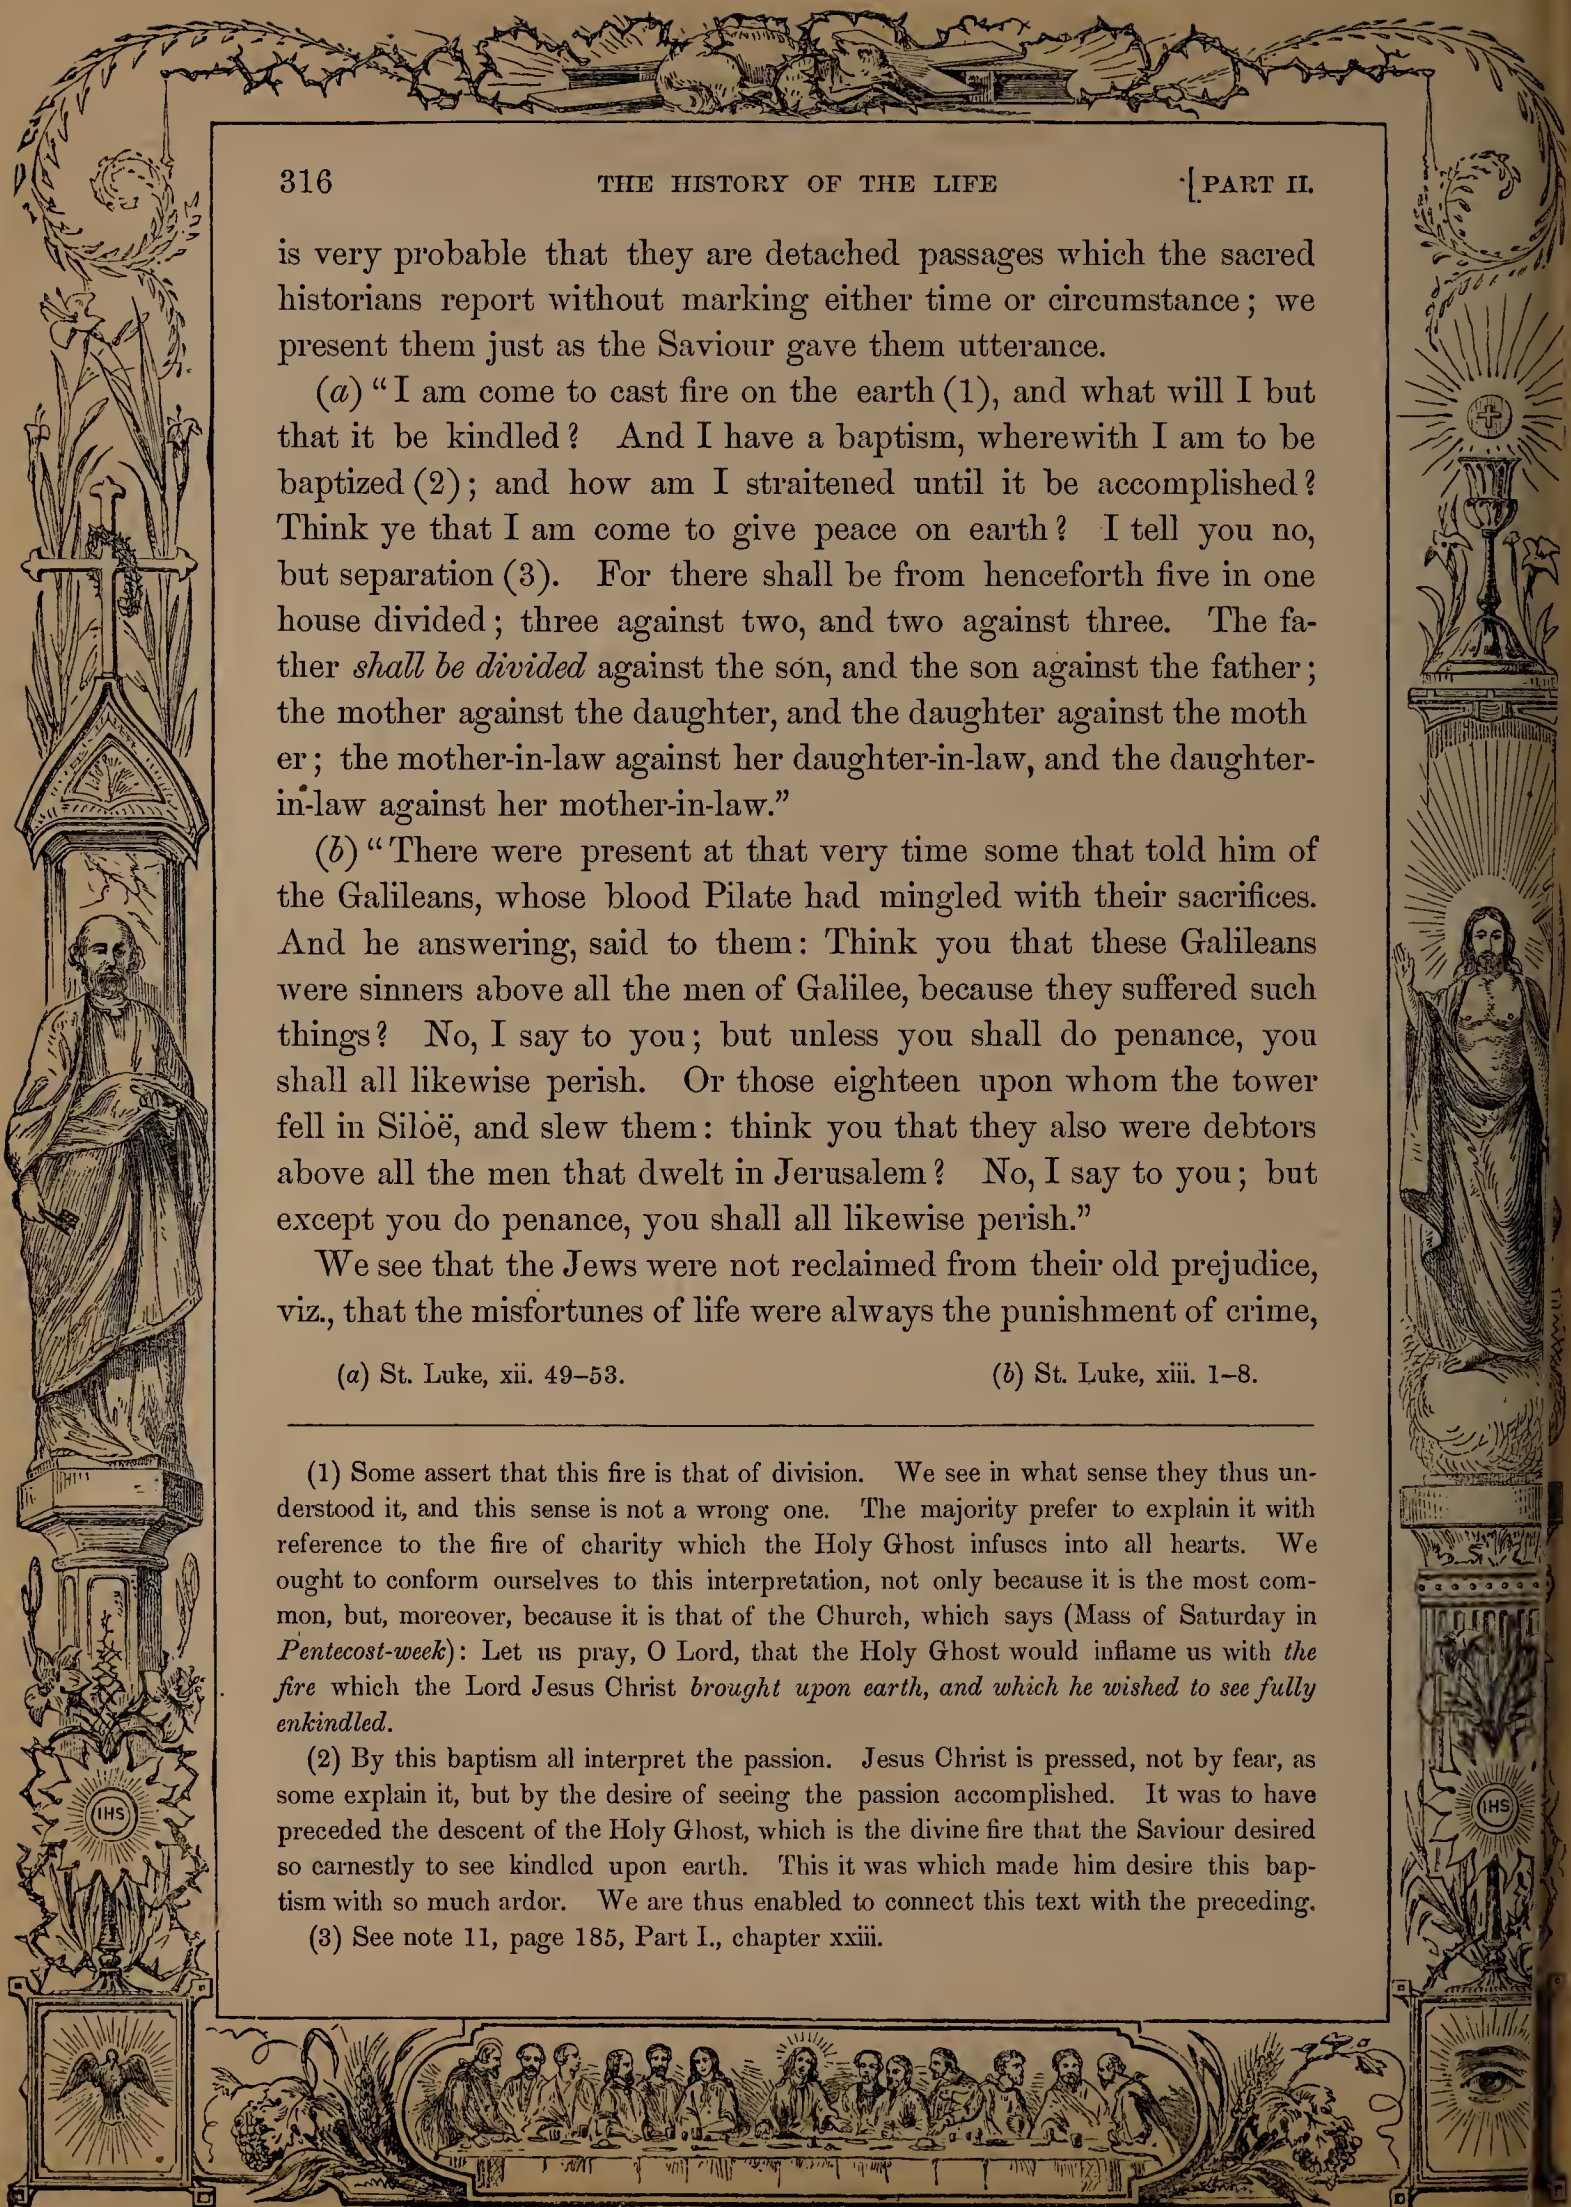 316 THE HISTORY OF THE LIFE [PART II.
is very probable that they are detached passages which the sacred
historians report without marking either time or circumstance; we
present them just as the Saviour gave them utterance.
(a) “I am come to cast fire on the earth (1), and what will I but
that it be kindled? And I have a baptism, wherewith I am to be
baptized (2); and how am I straitened until it be accomplished?
Think ye that I am come to give peace on earth? I tell you no,
but separation (3). For there shall be from henceforth five in one
house divided; three against two, and two against three. The fa-
ther shall be divided against the son, and the son against the father;
the mother against the daughter, and the daughter against the moth
er; the mother-in-law against her daughter-in-law, and the daughter-
in-law against her mother-in-law.”
(b) “There were present at that very time some that told him of
the Galileans, whose blood Pilate had mingled with their sacrifices.
And he answering, said to them: Think you that these Galileans
were sinners above all the men of Galilee, because they suffered such
things? No, I say to you; but unless you shall do penance, you
shall all likewise perish. Or those eighteen upon whom the tower
fell in Siloë, and slew them: think you that they also were debtors
above all the men that dwelt in Jerusalem? No, I say to you; but
except you do penance, you shall all likewise perish.”
We see that the Jews were not reclaimed from their old prejudice,
viz., that the misfortunes of life were always the punishment of crime,
(a) St. Luke, xii. 49–53. (b) St. Luke, xiii. 1–8.
(1) Some assert that this fire is that of division. We see in what sense they thus un-
derstood it, and this sense is not a wrong one. The majority prefer to explain it with
reference to the fire of charity which the Holy Ghost infuses into all hearts. We
ought to conform ourselves to this interpretation, not only because it is the most com-
mon, but, moreover, because it is that of the Church, which says (Mass of Saturday in
Pentecost-week): Let us pray, O Lord, that the Holy Ghost would inflame us with the
fire which the Lord Jesus Christ brought upon earth, and which he wished to see fully
enkindled.
(2) By this baptism all interpret the passion. Jesus Christ is pressed, not by fear, as
some explain it, but by the desire of seeing the passion accomplished. It was to have
preceded the descent of the Holy Ghost, which is the divine fire that the Saviour desired
so earnestly to see kindled upon earth. This it was which made him desire this bap-
tism with so much ardor. We are thus enabled to connect this text with the preceding.
(3) See note 11, page 185, Part I., chapter xxiii.
IHS
IHS